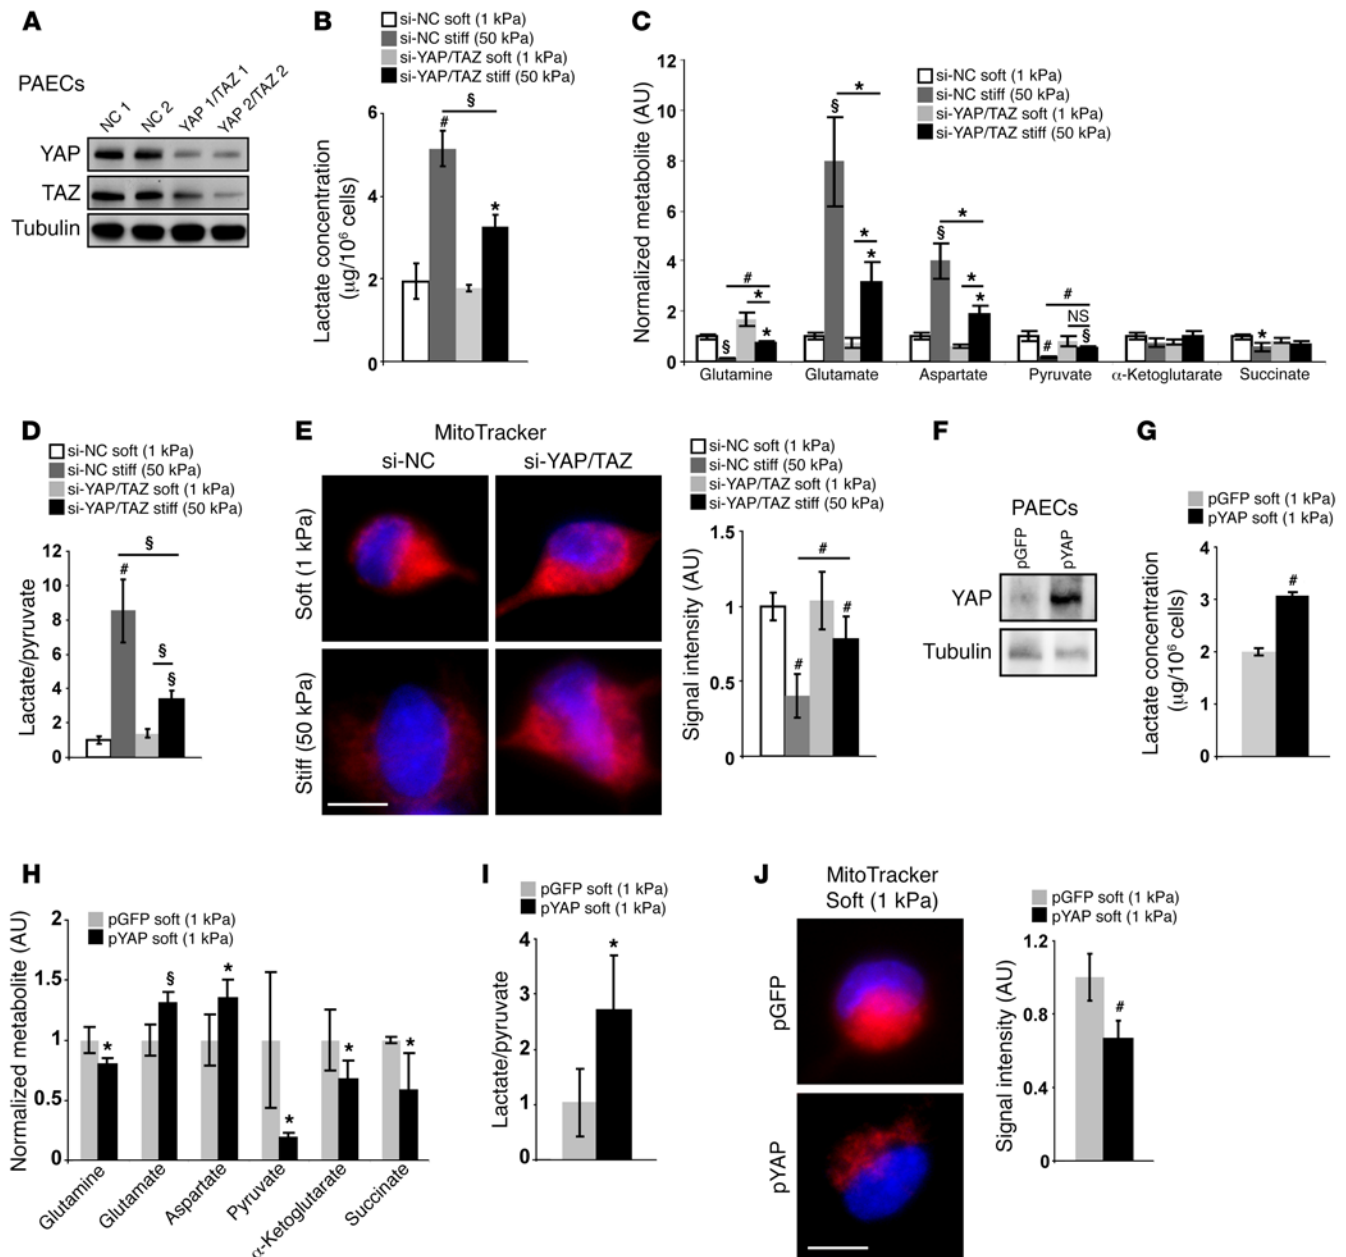 A
PAECs
NC 1
NC 2
YAP 1/TAZ 1
YAP 2/TAZ 2
YAP
TAZ
Tubulin
B
si-NC soft (1 kPa)
si-NC stiff (50 kPa)
si-YAP/TAZ soft (1 kPa)
si-YAP/TAZ stiff (50 kPa)
Lactate concentration
(µg/10⁶ cells)
6
4
2
0
§
#
*
C
si-NC soft (1 kPa)
si-NC stiff (50 kPa)
si-YAP/TAZ soft (1 kPa)
si-YAP/TAZ stiff (50 kPa)
Normalized metabolite (AU)
12
10
8
6
4
2
0
#
*
§
*
*
§
*
*
*
§
*
*
#
NS
#
§
*
Glutamine
Glutamate
Aspartate
Pyruvate
α-Ketoglutarate
Succinate
D
si-NC soft (1 kPa)
si-NC stiff (50 kPa)
si-YAP/TAZ soft (1 kPa)
si-YAP/TAZ stiff (50 kPa)
Lactate/pyruvate
12
10
8
6
4
2
0
§
#
§
§
E
MitoTracker
si-NC
si-YAP/TAZ
Soft (1 kPa)
Stiff (50 kPa)
si-NC soft (1 kPa)
si-NC stiff (50 kPa)
si-YAP/TAZ soft (1 kPa)
si-YAP/TAZ stiff (50 kPa)
Signal intensity (AU)
1.5
1
0.5
0
#
#
#
F
PAECs
pGFP
pYAP
YAP
Tubulin
G
pGFP soft (1 kPa)
pYAP soft (1 kPa)
Lactate concentration
(µg/10⁶ cells)
4
3
2
1
0
#
H
pGFP soft (1 kPa)
pYAP soft (1 kPa)
Normalized metabolite (AU)
2
1.5
1
0.5
0
*
§
*
*
*
*
Glutamine
Glutamate
Aspartate
Pyruvate
α-Ketoglutarate
Succinate
I
pGFP soft (1 kPa)
pYAP soft (1 kPa)
Lactate/pyruvate
4
3
2
1
0
*
J
MitoTracker
Soft (1 kPa)
pGFP
pYAP
pGFP soft (1 kPa)
pYAP soft (1 kPa)
Signal intensity (AU)
1.2
0.8
0.4
0
#